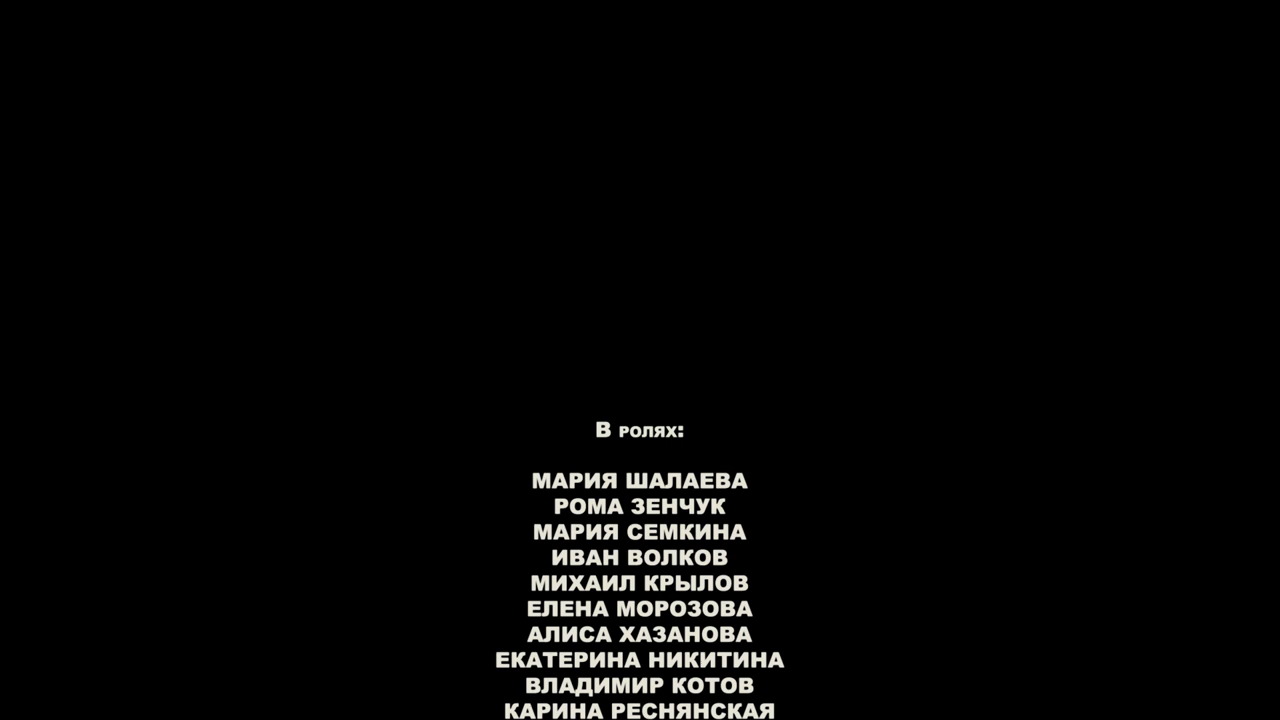 В ролях:
МАРИЯ ШАЛАЕВА
РОМА ЗЕНЧУК
МАРИЯ СЕМКИНА
ИВАН ВОЛКОВ
МИХАИЛ КРЫЛОВ
ЕЛЕНА МОРОЗОВА
АЛИСА ХАЗАНОВА
ЕКАТЕРИНА НИКИТИНА
ВЛАДИМИР КОТОВ
КАРИНА РЕСНЯНСКАЯ